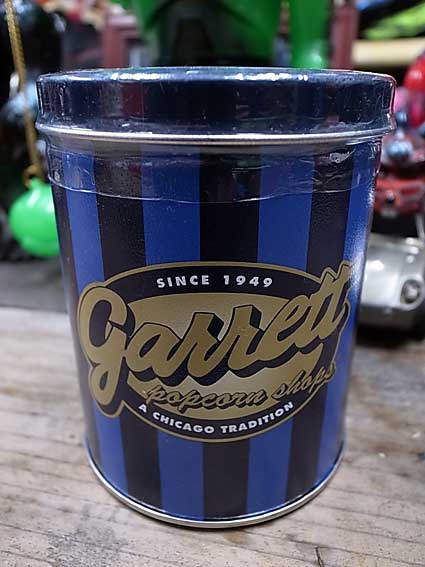 SINCE 1949
Garrett
popcorn shops
A CHICAGO TRADITION